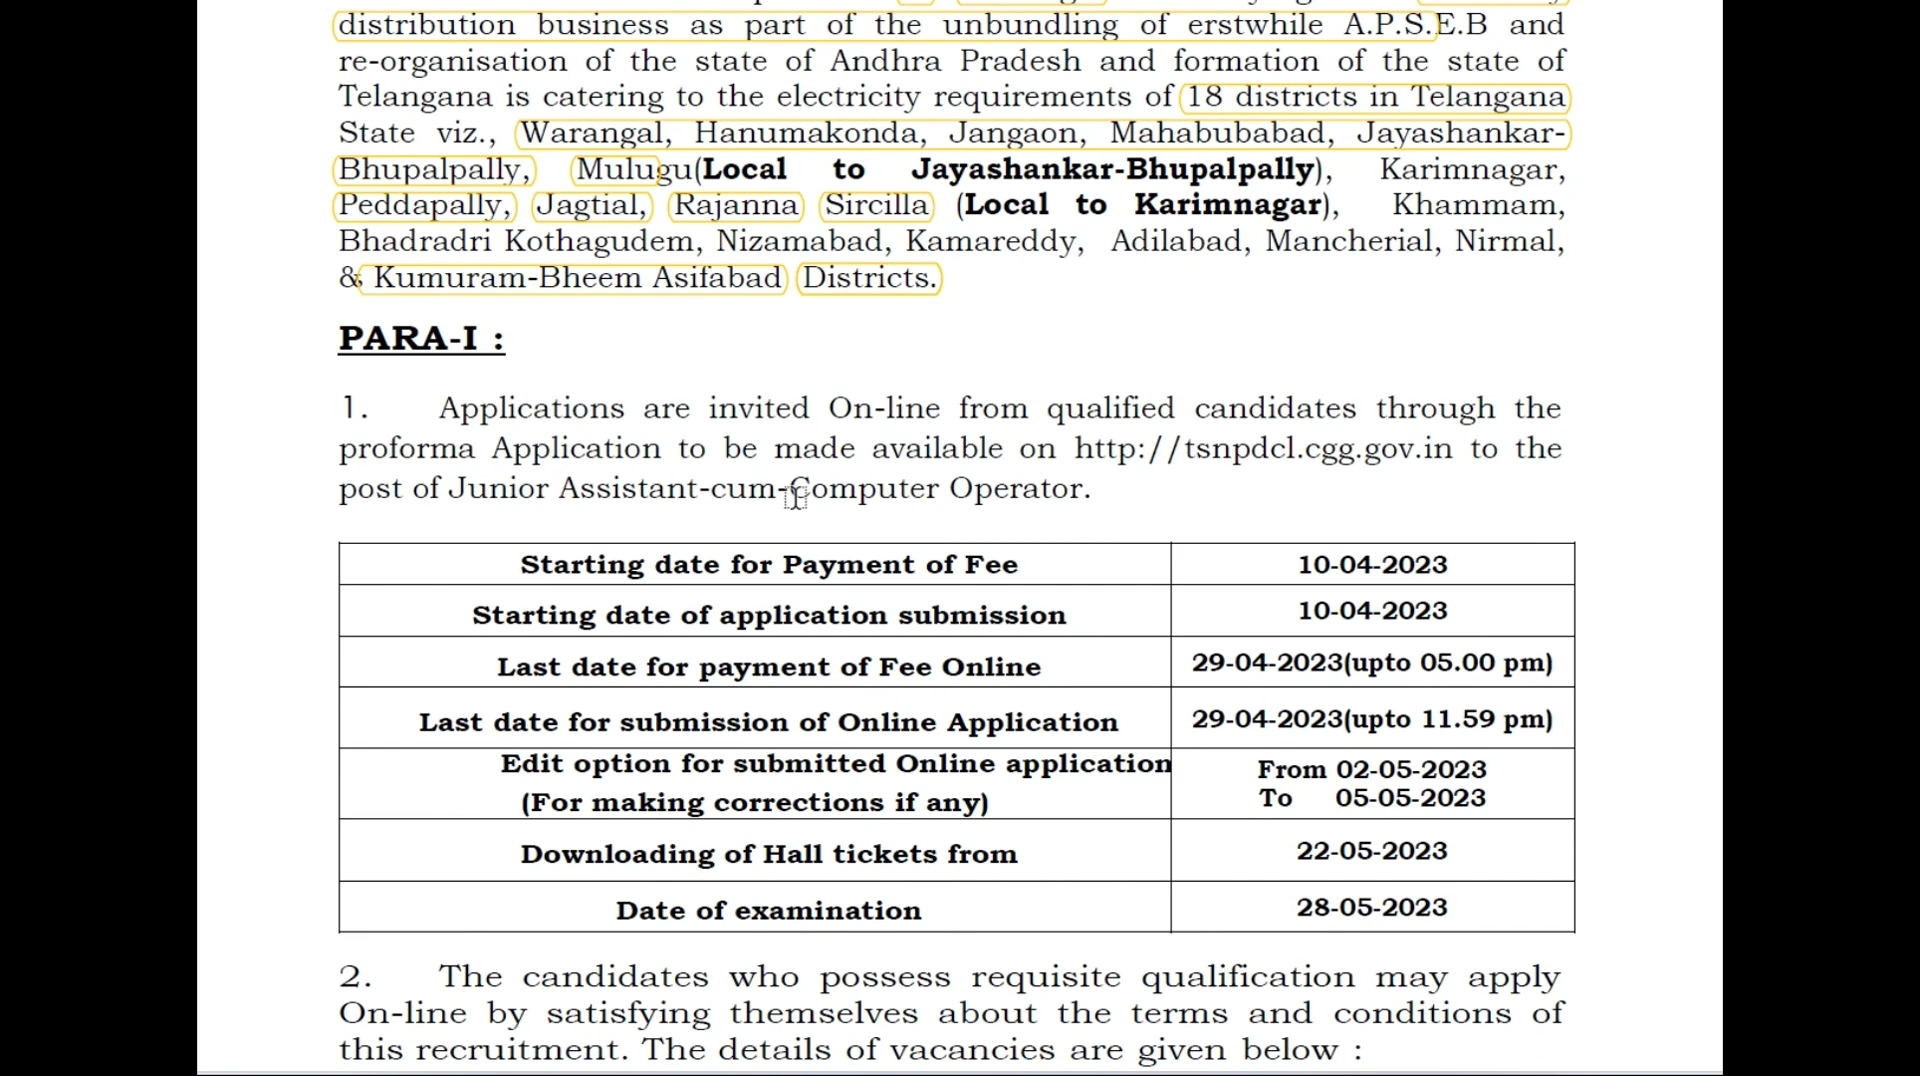 distribution business as part of the unbundling of erstwhile A.P.S.E.B and
re-organisation of the state of Andhra Pradesh and formation of the state of
Telangana is catering to the electricity requirements of 18 districts in Telangana
State viz., Warangal, Hanumakonda, Jangaon, Mahabubabad, Jayashankar-
Bhupalpally, Mulugu(Local to Jayashankar-Bhupalpally), Karimnagar,
Peddapally, Jagtial, Rajanna Sircilla (Local to Karimnagar), Khammam,
Bhadradri Kothagudem, Nizamabad, Kamareddy, Adilabad, Mancherial, Nirmal,
& Kumuram-Bheem Asifabad Districts.
PARA-I :
1. Applications are invited On-line from qualified candidates through the
proforma Application to be made available on http://tsnpdcl.cgg.gov.in to the
post of Junior Assistant-cum-Computer Operator.
Starting date for Payment of Fee 10-04-2023
Starting date of application submission 10-04-2023
Last date for payment of Fee Online 29-04-2023(upto 05.00 pm)
Last date for submission of Online Application 29-04-2023(upto 11.59 pm)
Edit option for submitted Online application From 02-05-2023
(For making corrections if any) To 05-05-2023
Downloading of Hall tickets from 22-05-2023
Date of examination 28-05-2023
2. The candidates who possess requisite qualification may apply
On-line by satisfying themselves about the terms and conditions of
this recruitment. The details of vacancies are given below :